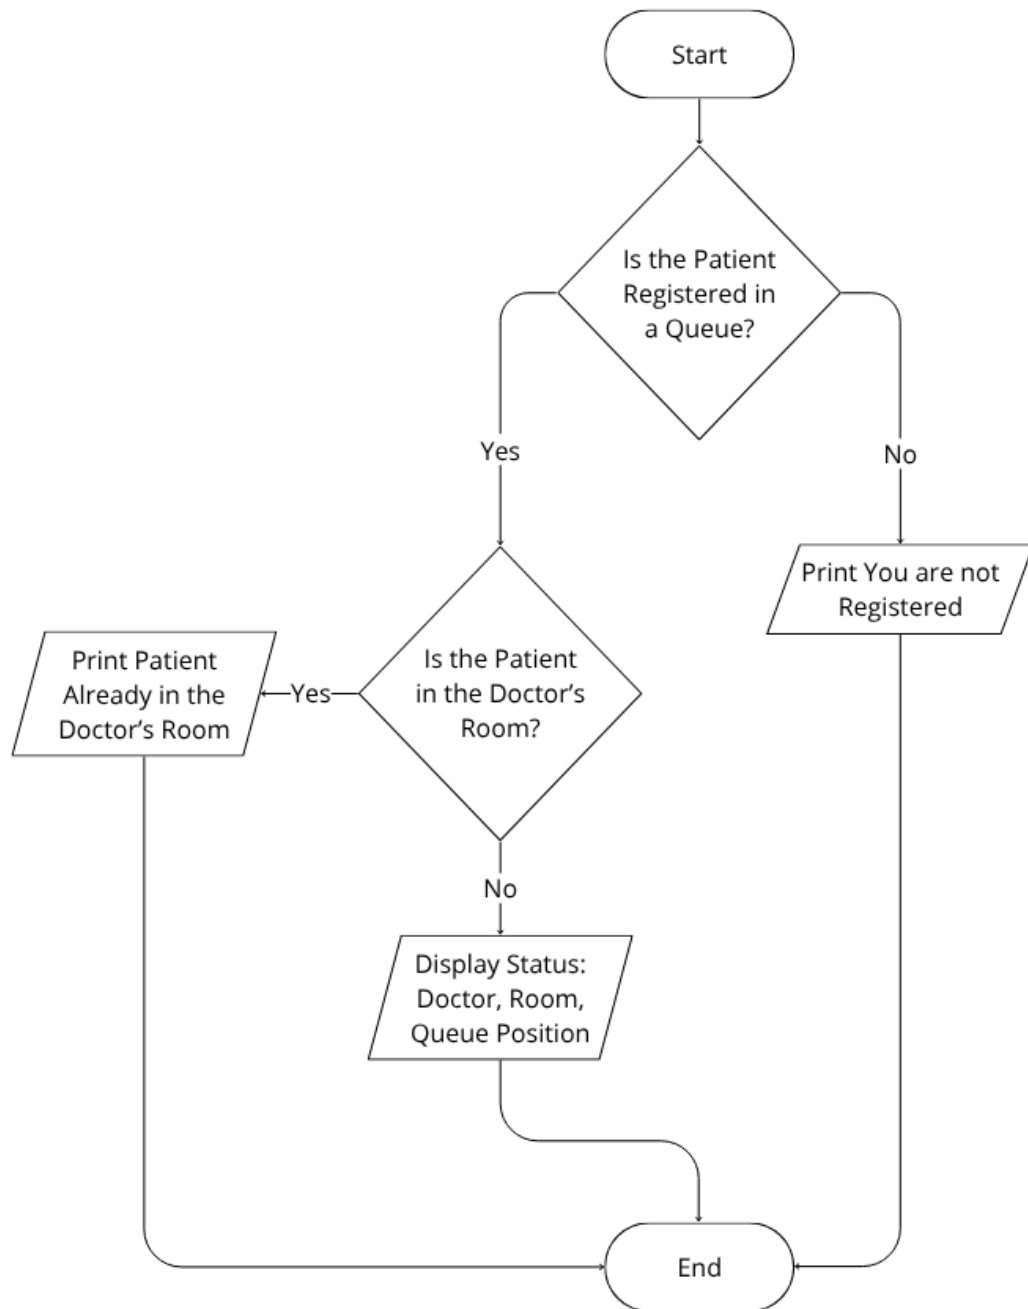 Start
Is the Patient
Registered in
a Queue?
Yes
No
Print You are not
Registered
Is the Patient
in the Doctor’s
Room?
Yes
Print Patient
Already in the
Doctor’s Room
No
Display Status:
Doctor, Room,
Queue Position
End